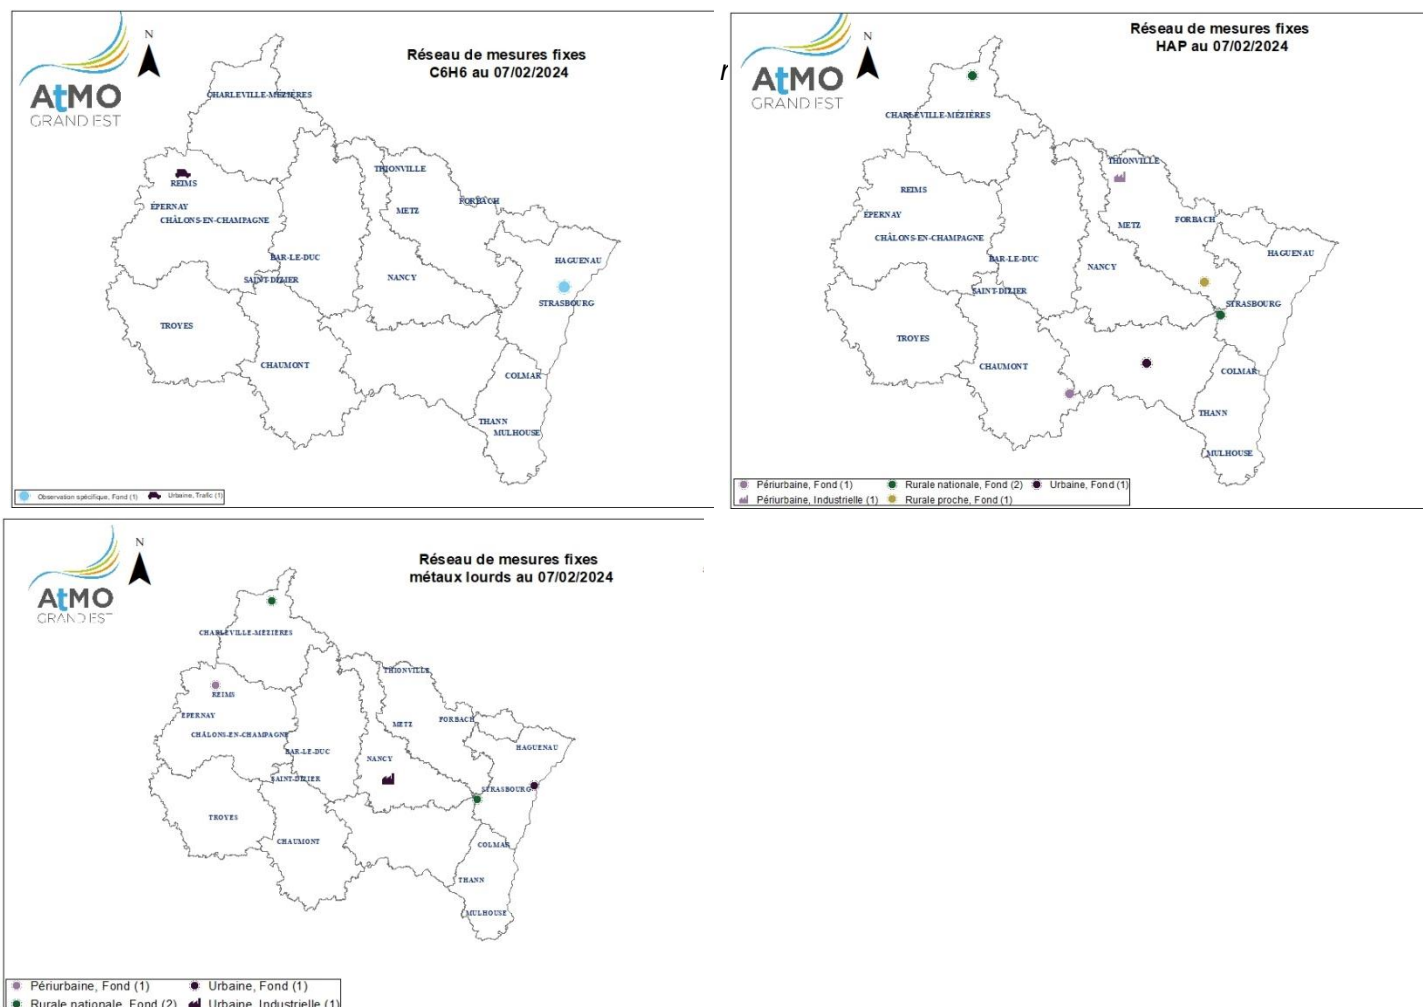 N
Réseau de mesures fixes
C6H6 au 07/02/2024
AtMO
GRAND EST
CHARLEVILLE-MÉZIÈRES
THIONVILLE
REIMS
FORBACH
ÉPERNAY
METZ
CHÂLONS-EN-CHAMPAGNE
BAR-LE-DUC
HAGUENAU
SAINT-DIZIER
NANCY
STRASBOURG
TROYES
CHAUMONT
COLMAR
THANN
MULHOUSE
Observation spécifique, Fond (1) Urbaine, Trafic (1)
N
Réseau de mesures fixes
HAP au 07/02/2024
AtMO
GRAND EST
CHARLEVILLE-MÉZIÈRES
THIONVILLE
REIMS
ÉPERNAY
FORBACH
METZ
CHÂLONS-EN-CHAMPAGNE
HAGUENAU
BAR-LE-DUC
NANCY
SAINT-DIZIER
STRASBOURG
TROYES
CHAUMONT
COLMAR
THANN
MULHOUSE
Périurbaine, Fond (1) Rurale nationale, Fond (2) Urbaine, Fond (1)
Périurbaine, Industrielle (1) Rurale proche, Fond (1)
N
Réseau de mesures fixes
métaux lourds au 07/02/2024
AtMO
GRAND EST
CHARLEVILLE-MÉZIÈRES
THIONVILLE
REIMS
ÉPERNAY
METZ
FORBACH
CHÂLONS-EN-CHAMPAGNE
BAR-LE-DUC
HAGUENAU
NANCY
SAINT-DIZIER
STRASBOURG
TROYES
CHAUMONT
COLMAR
THANN
MULHOUSE
Périurbaine, Fond (1) Urbaine, Fond (1)
Rurale nationale, Fond (2) Urbaine, Industrielle (1)